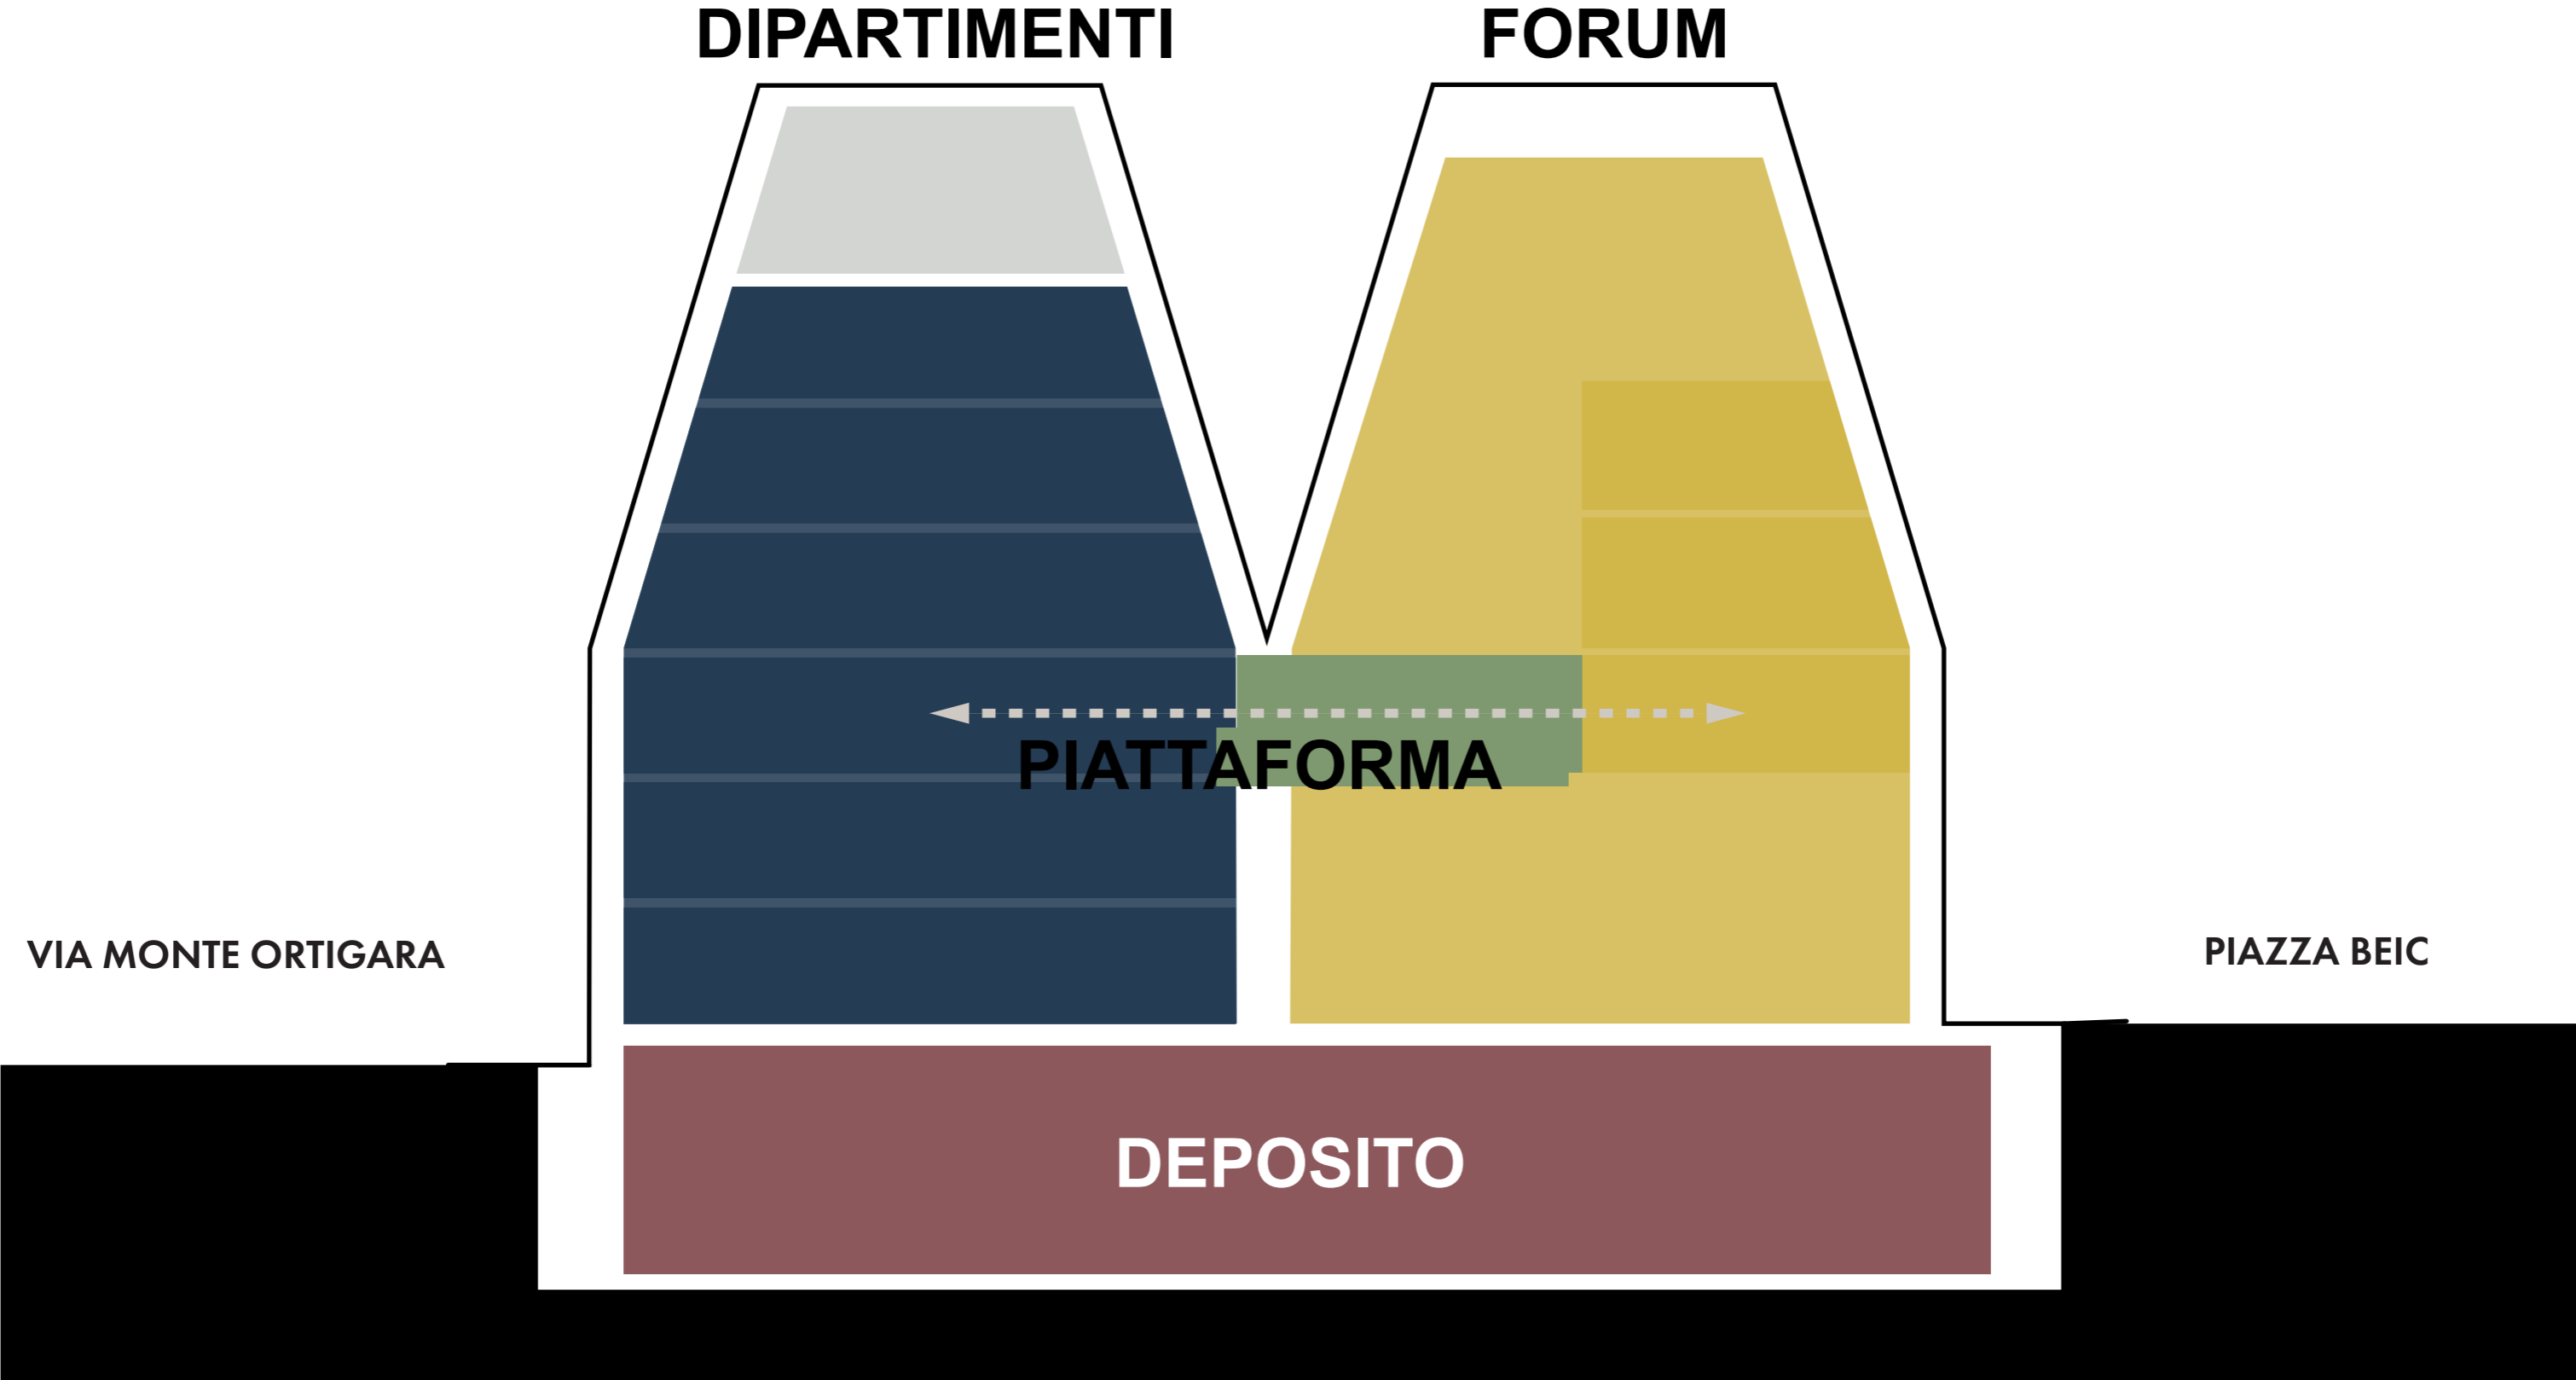 DIPARTIMENTI
FORUM
PIATTAFORMA
VIA MONTE ORTIGARA
PIAZZA BEIC
DEPOSITO